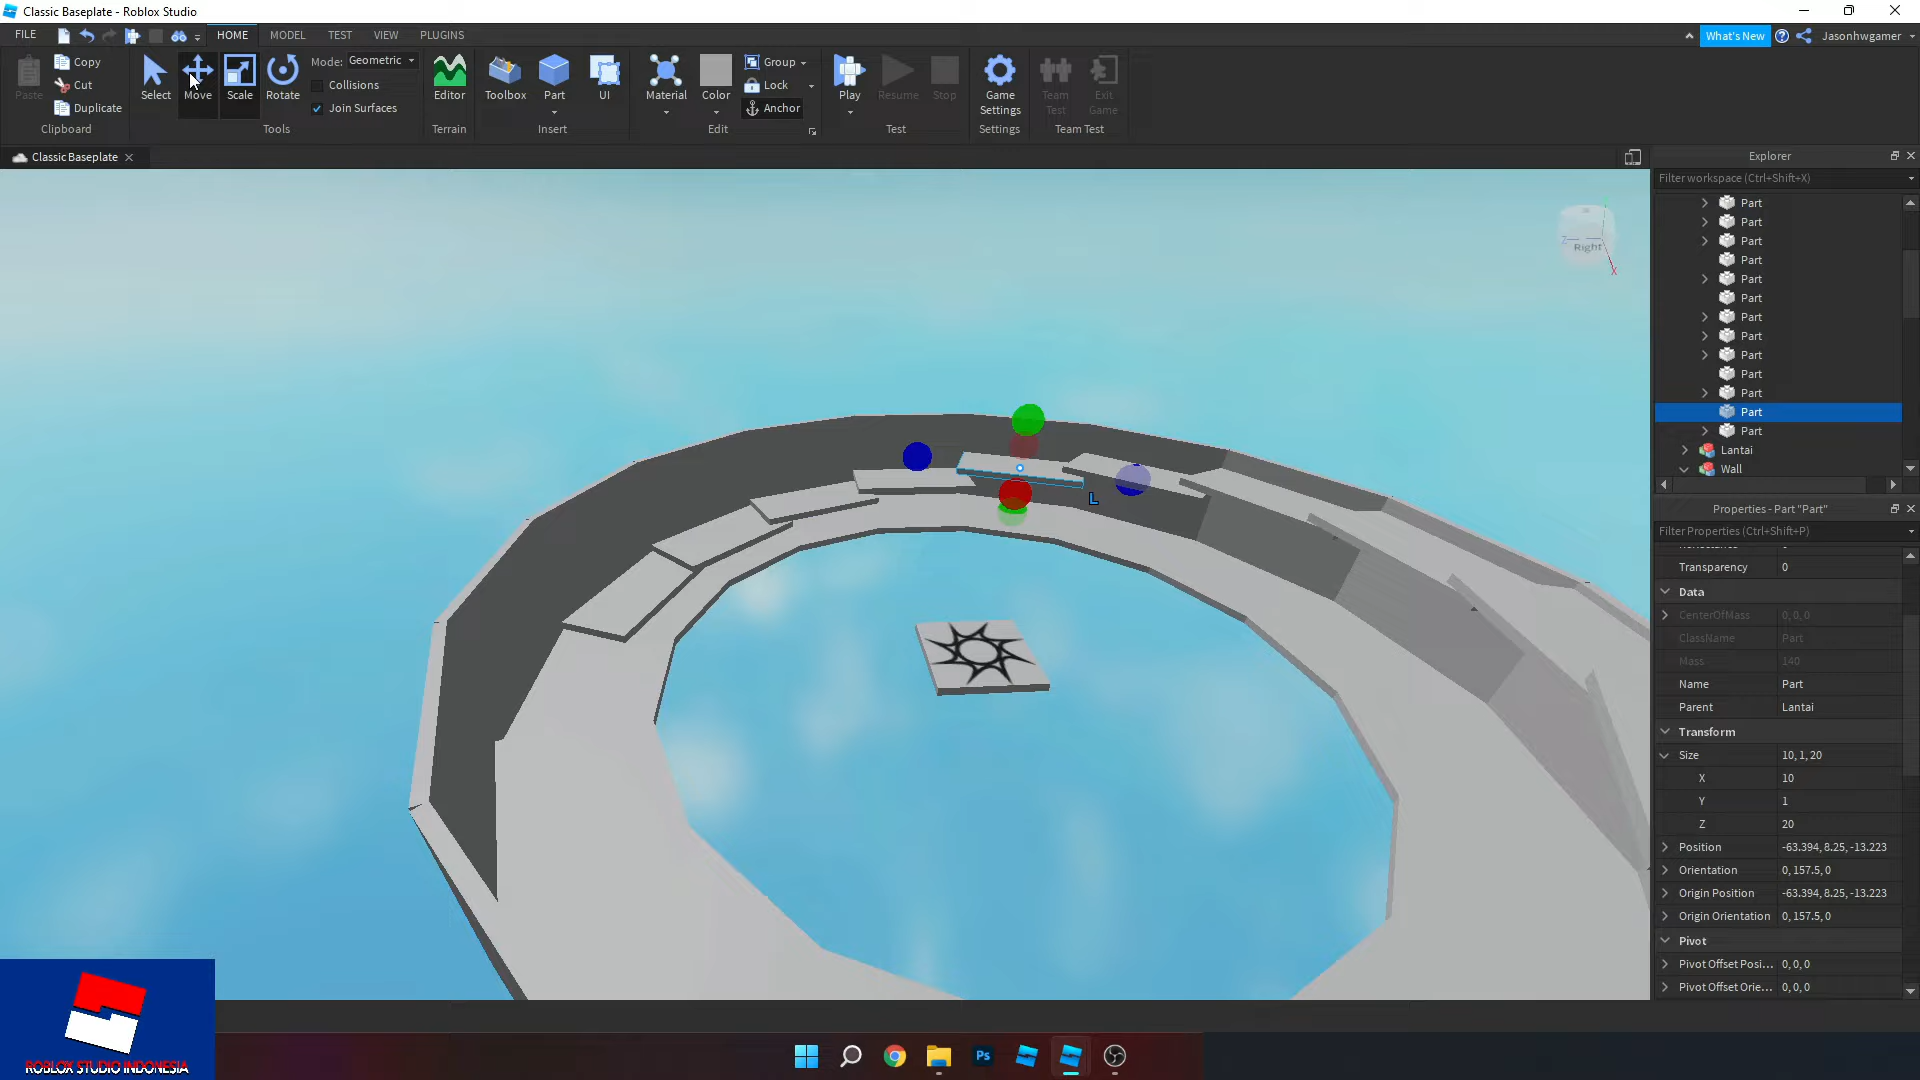 Classic Baseplate - Roblox Studio
FILE HOME MODEL TEST VIEW PLUGINS What's New Jasonhwgamer
Paste Copy Cut Duplicate Clipboard
Select Move Scale Rotate Mode: Geometric Collisions Join Surfaces Tools
Editor Terrain
Toolbox Part UI Insert
Material Color Group Lock Anchor Edit
Play Resume Stop Test
Game Settings Settings
Team Test Exit Game Team Test
Classic Baseplate
Right
Z
X
L
Explorer
Filter workspace (Ctrl+Shift+X)
Part
Part
Part
Part
Part
Part
Part
Part
Part
Part
Part
Part
Part
Lantai
Wall
Properties - Part "Part"
Filter Properties (Ctrl+Shift+P)
Transparency 0
Data
CenterOfMass 0, 0, 0
ClassName Part
Mass 140
Name Part
Parent Lantai
Transform
Size 10, 1, 20
X 10
Y 1
Z 20
Position -63.394, 8.25, -13.223
Orientation 0, 157.5, 0
Origin Position -63.394, 8.25, -13.223
Origin Orientation 0, 157.5, 0
Pivot
Pivot Offset Posi... 0, 0, 0
Pivot Offset Orie... 0, 0, 0
ROBLOX STUDIO INDONESIA
Ps